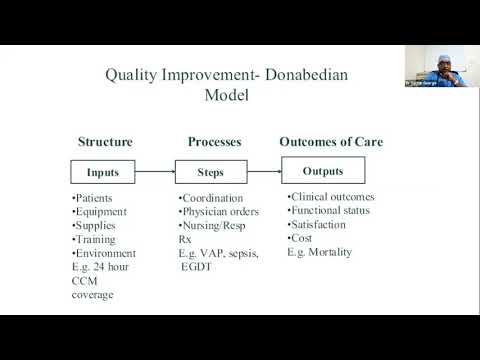 Quality Improvement- Donabedian
Model
Structure
Processes
Outcomes of Care
Inputs
Steps
Outputs
•Patients
•Equipment
•Supplies
•Training
•Environment
E.g. 24 hour
CCM
coverage
•Coordination
•Physician orders
•Nursing/Resp
Rx
E.g. VAP, sepsis,
EGDT
•Clinical outcomes
•Functional status
•Satisfaction
•Cost
E.g. Mortality
George